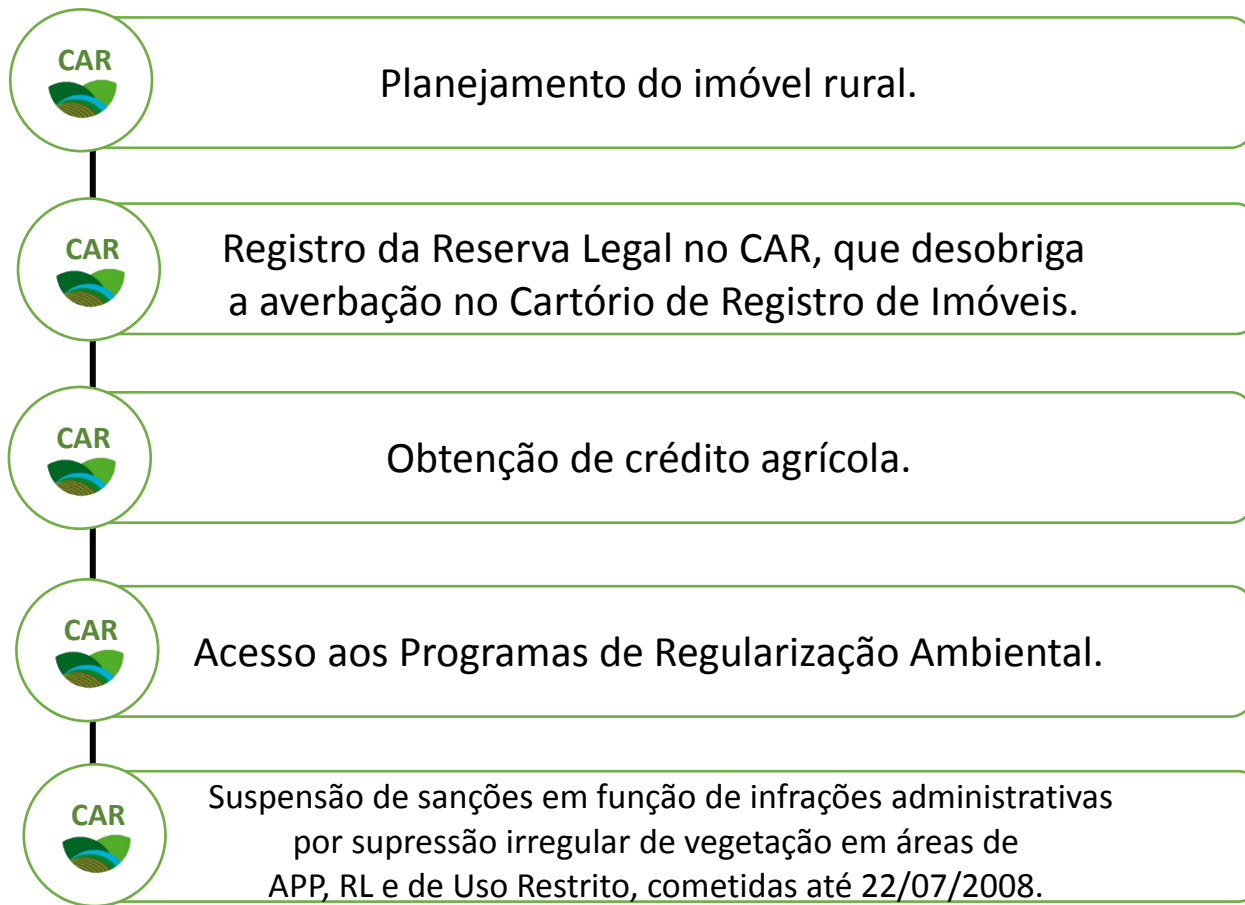 CAR
Planejamento do imóvel rural.
CAR
Registro da Reserva Legal no CAR, que desobriga
a averbação no Cartório de Registro de Imóveis.
CAR
Obtenção de crédito agrícola.
CAR
Acesso aos Programas de Regularização Ambiental.
CAR
Suspensão de sanções em função de infrações administrativas
por supressão irregular de vegetação em áreas de
APP, RL e de Uso Restrito, cometidas até 22/07/2008.